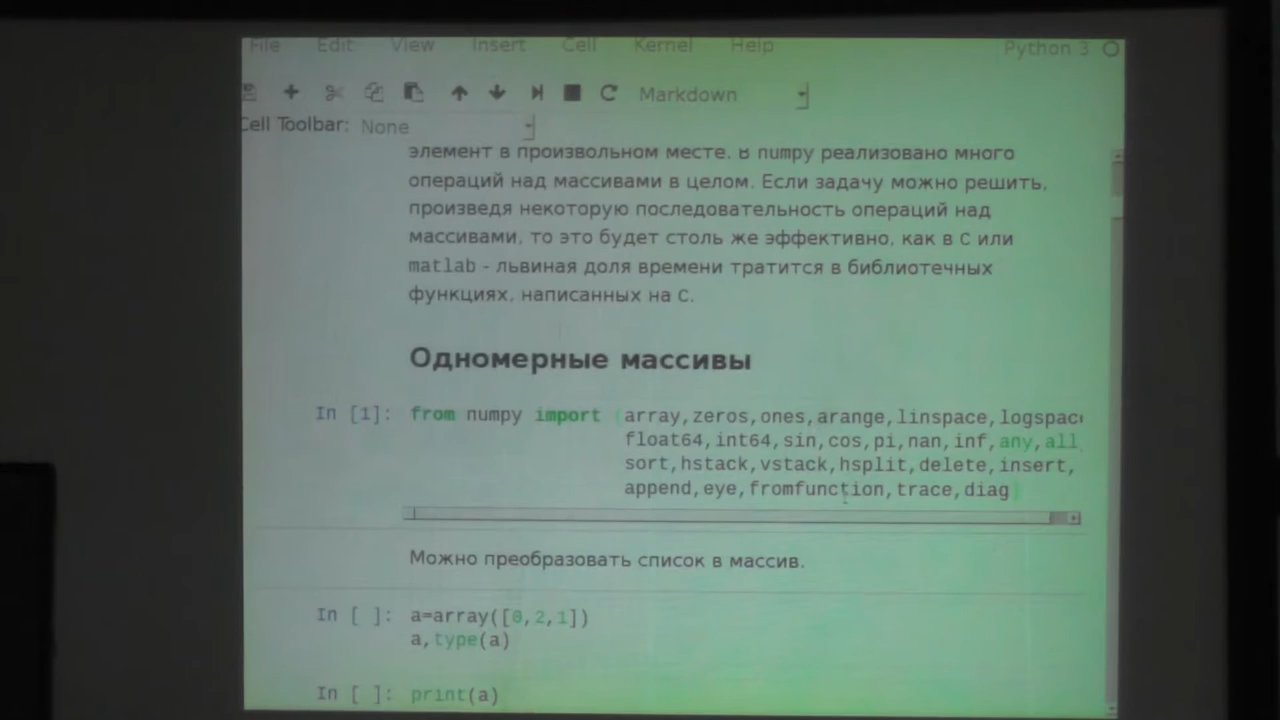 File Edit View Insert Cell Kernel Help Python 3
Markdown
Cell Toolbar: None
элемент в произвольном месте. В numpy реализовано много
операций над массивами в целом. Если задачу можно решить,
произведя некоторую последовательность операций над
массивами, то это будет столь же эффективно, как в C или
matlab - львиная доля времени тратится в библиотечных
функциях, написанных на C.
Одномерные массивы
In [1]: from numpy import (array,zeros,ones,arange,linspace,logspac
float64,int64,sin,cos,pi,nan,inf,any,all,
sort,hstack,vstack,hsplit,delete,insert,
append,eye,fromfunction,trace,diag)
Можно преобразовать список в массив.
In [ ]: a=array([0,2,1])
a,type(a)
In [ ]: print(a)